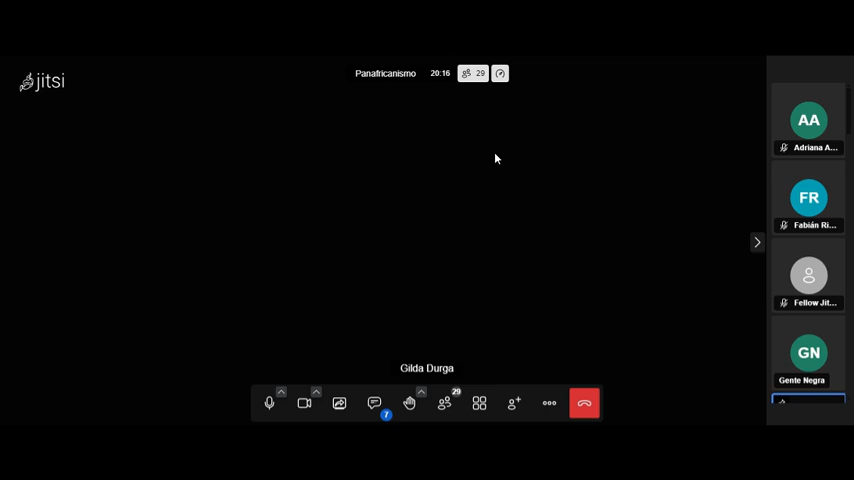 jitsi
Panafricanismo 20:16 29
AA
Adriana A...
FR
Fabián Ri...
Fellow Jit...
GN
Gente Negra
Gilda Durga
29
7